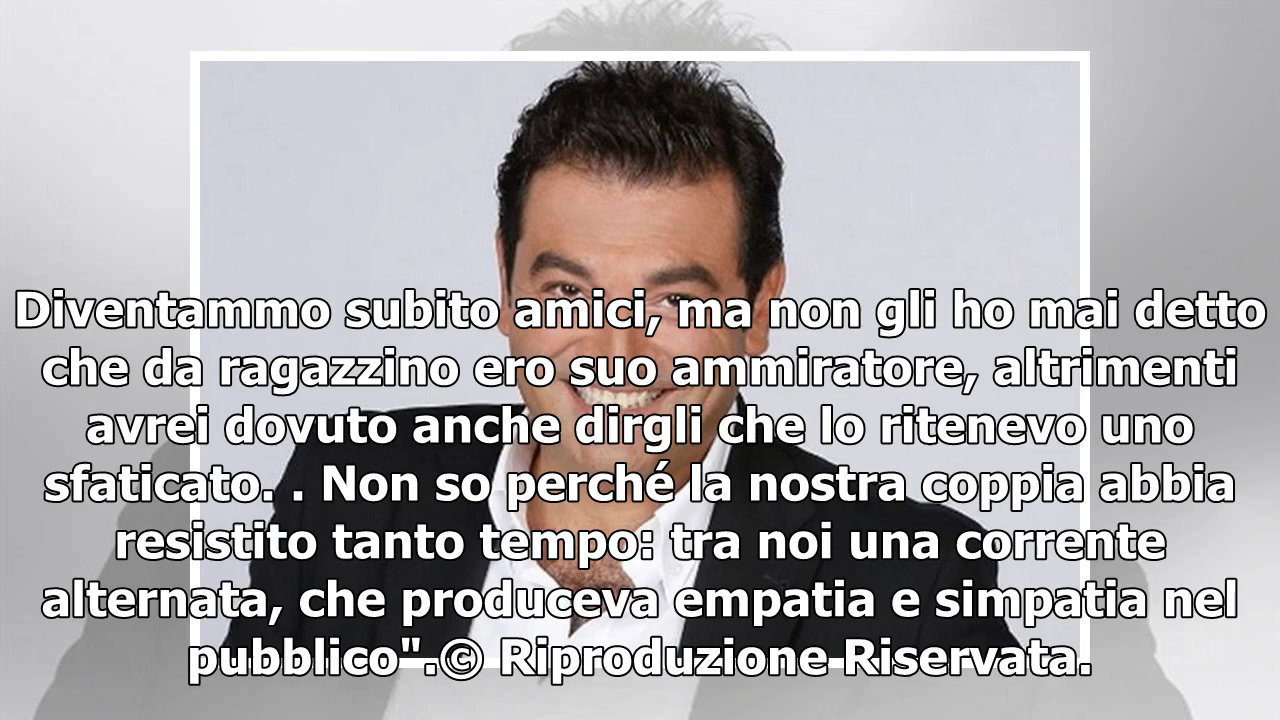 Diventammo subito amici, ma non gli ho mai detto
che da ragazzino ero suo ammiratore, altrimenti
avrei dovuto anche dirgli che lo ritenevo uno
sfaticato. . Non so perché la nostra coppia abbia
resistito tanto tempo: tra noi una corrente
alternata, che produceva empatia e simpatia nel
pubblico".© Riproduzione Riservata.